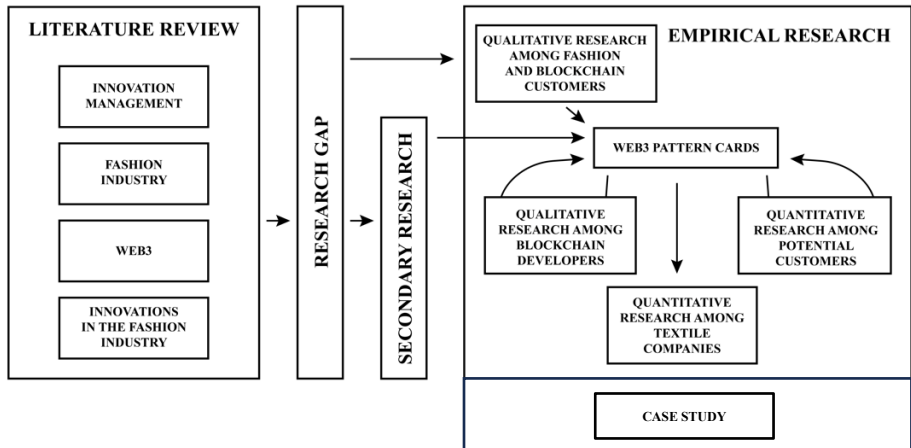 LITERATURE REVIEW
INNOVATION
MANAGEMENT
FASHION
INDUSTRY
WEB3
INNOVATIONS
IN THE FASHION
INDUSTRY
RESEARCH GAP
SECONDARY RESEARCH
EMPIRICAL RESEARCH
QUALITATIVE RESEARCH
AMONG FASHION
AND BLOCKCHAIN
CUSTOMERS
WEB3 PATTERN CARDS
QUALITATIVE
RESEARCH AMONG
BLOCKCHAIN
DEVELOPERS
QUANTITATIVE
RESEARCH AMONG
POTENTIAL
CUSTOMERS
QUANTITATIVE
RESEARCH AMONG
TEXTILE
COMPANIES
CASE STUDY